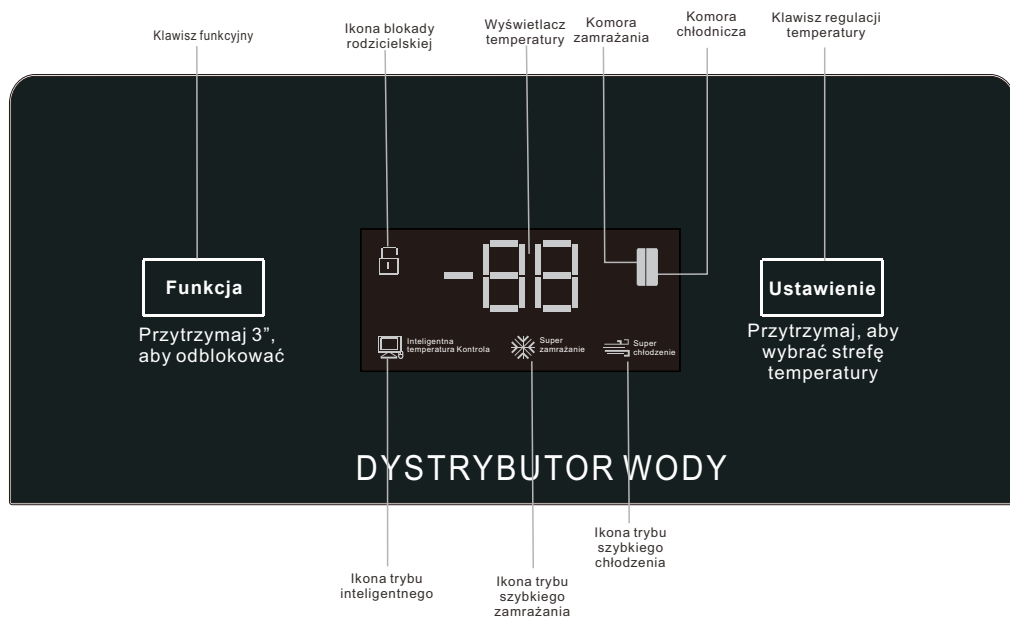 Klawisz funkcyjny
Ikona blokady
rodzicielskiej
Wyświetlacz
temperatury
Komora
zamrażania
Komora
chłodnicza
Klawisz regulacji
temperatury
-88
Funkcja
Przytrzymaj 3”,
aby odblokować
Inteligentna
temperatura Kontrola
Super
zamrażanie
Super
chłodzenie
Ustawienie
Przytrzymaj, aby
wybrać strefę
temperatury
DYSTRYBUTOR WODY
Ikona trybu
inteligentnego
Ikona trybu
szybkiego
zamrażania
Ikona trybu
szybkiego
chłodzenia